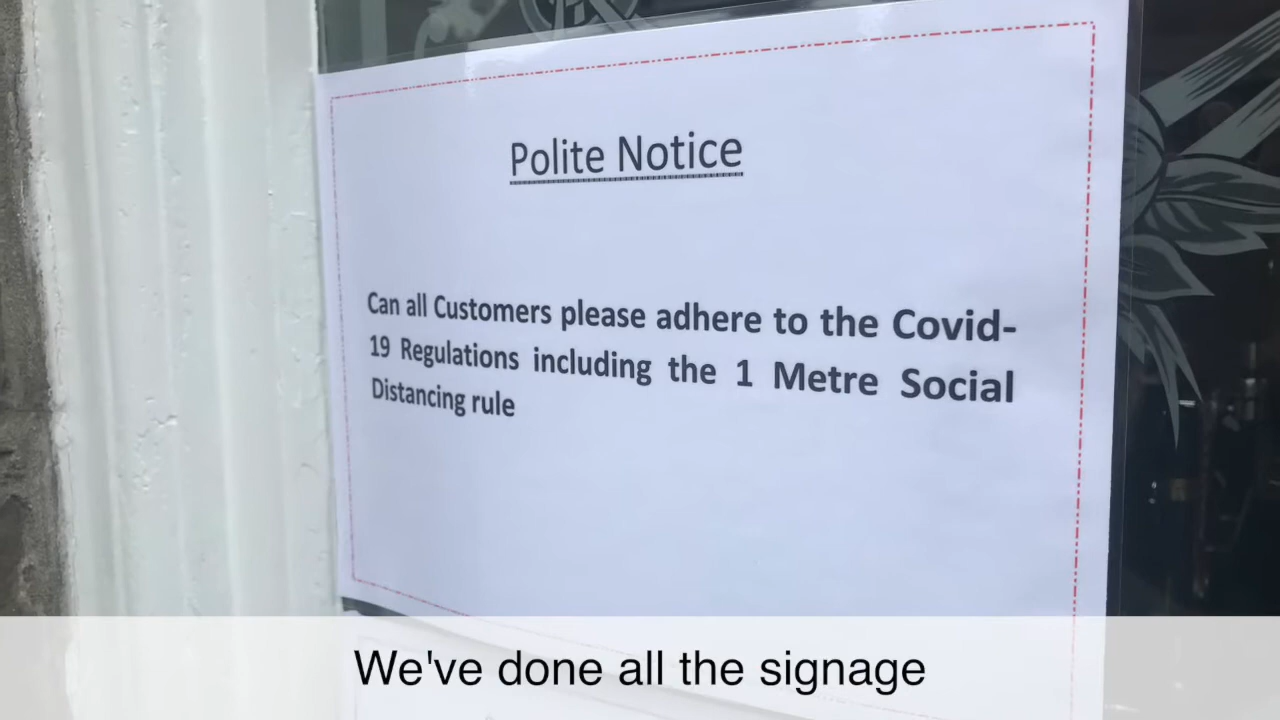 Polite Notice
Can all Customers please adhere to the Covid-
19 Regulations including the 1 Metre Social
Distancing rule
We've done all the signage